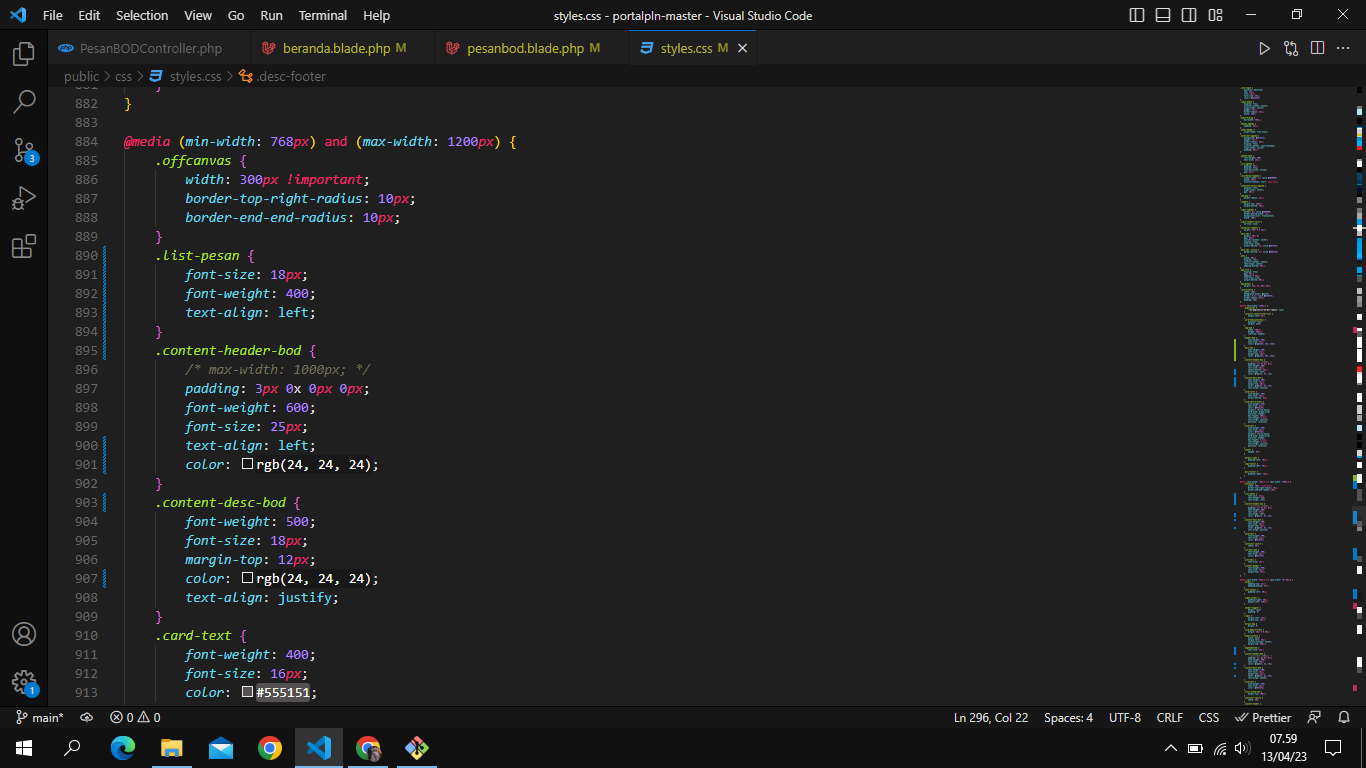 File Edit Selection View Go Run Terminal Help styles.css - portalpln-master - Visual Studio Code
PesanBODController.php beranda.blade.php M pesanbod.blade.php M styles.css M
public > css > styles.css > .desc-footer
882 }
883
884 @media (min-width: 768px) and (max-width: 1200px) {
885 .offcanvas {
886 width: 300px !important;
887 border-top-right-radius: 10px;
888 border-end-end-radius: 10px;
889 }
890 .list-pesan {
891 font-size: 18px;
892 font-weight: 400;
893 text-align: left;
894 }
895 .content-header-bod {
896 /* max-width: 1000px; */
897 padding: 3px 0x 0px 0px;
898 font-weight: 600;
899 font-size: 25px;
900 text-align: left;
901 color: rgb(24, 24, 24);
902 }
903 .content-desc-bod {
904 font-weight: 500;
905 font-size: 18px;
906 margin-top: 12px;
907 color: rgb(24, 24, 24);
908 text-align: justify;
909 }
910 .card-text {
911 font-weight: 400;
912 font-size: 16px;
913 color: #555151;
3
1
main* 0 0 Ln 296, Col 22 Spaces: 4 UTF-8 CRLF CSS Prettier
07.59
13/04/23